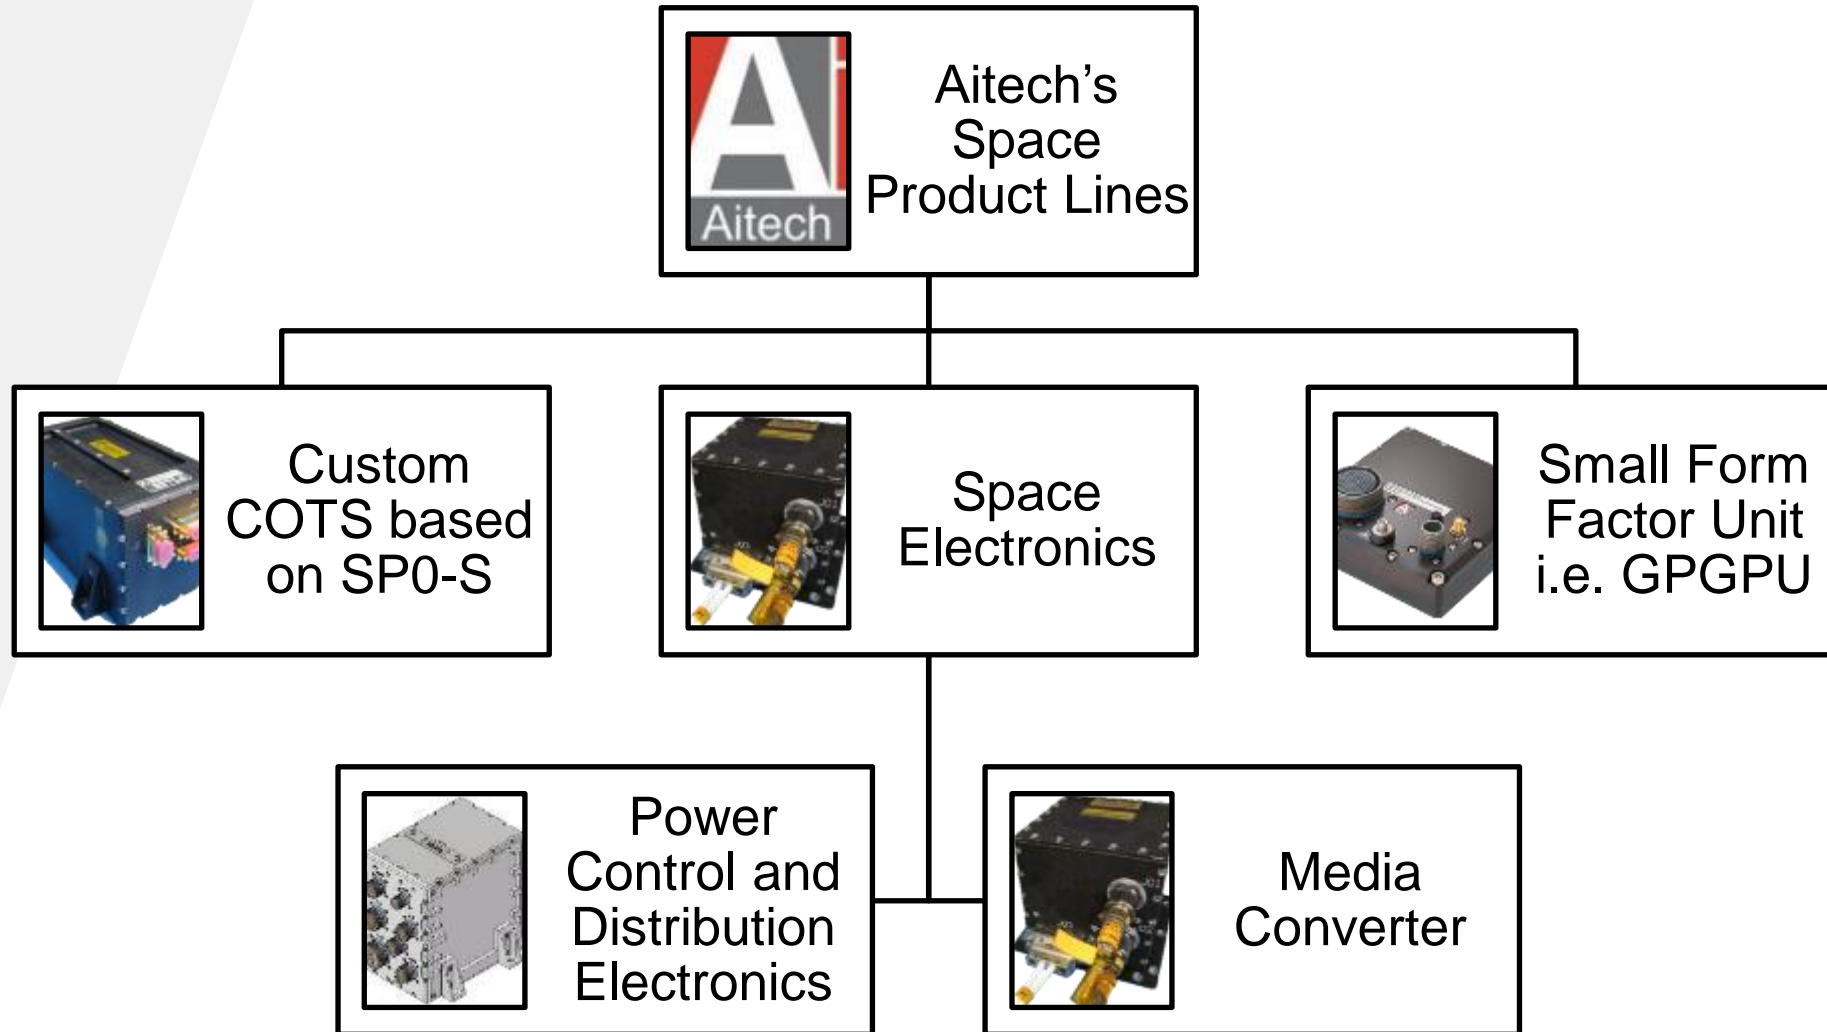 Aitech
Aitech’s
Space
Product Lines
Custom
COTS based
on SP0-S
Space
Electronics
Small Form
Factor Unit
i.e. GPGPU
Power
Control and
Distribution
Electronics
Media
Converter